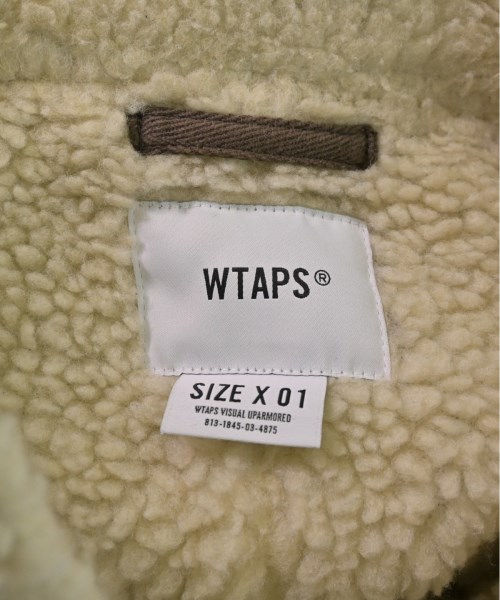 WTAPS®
SIZE X 01
WTAPS VISUAL UPARMORED
813-1845-03-4875